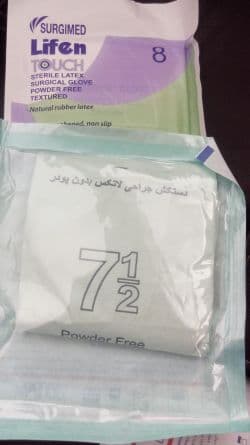 SURGIMED
Lifen
TOUCH
8
STERILE LATEX
SURGICAL GLOVE
POWDER FREE
TEXTURED
Natural rubber latex
non slip
دستکش جراحی لاتکس بدون پودر
7 1/2
Powder Free